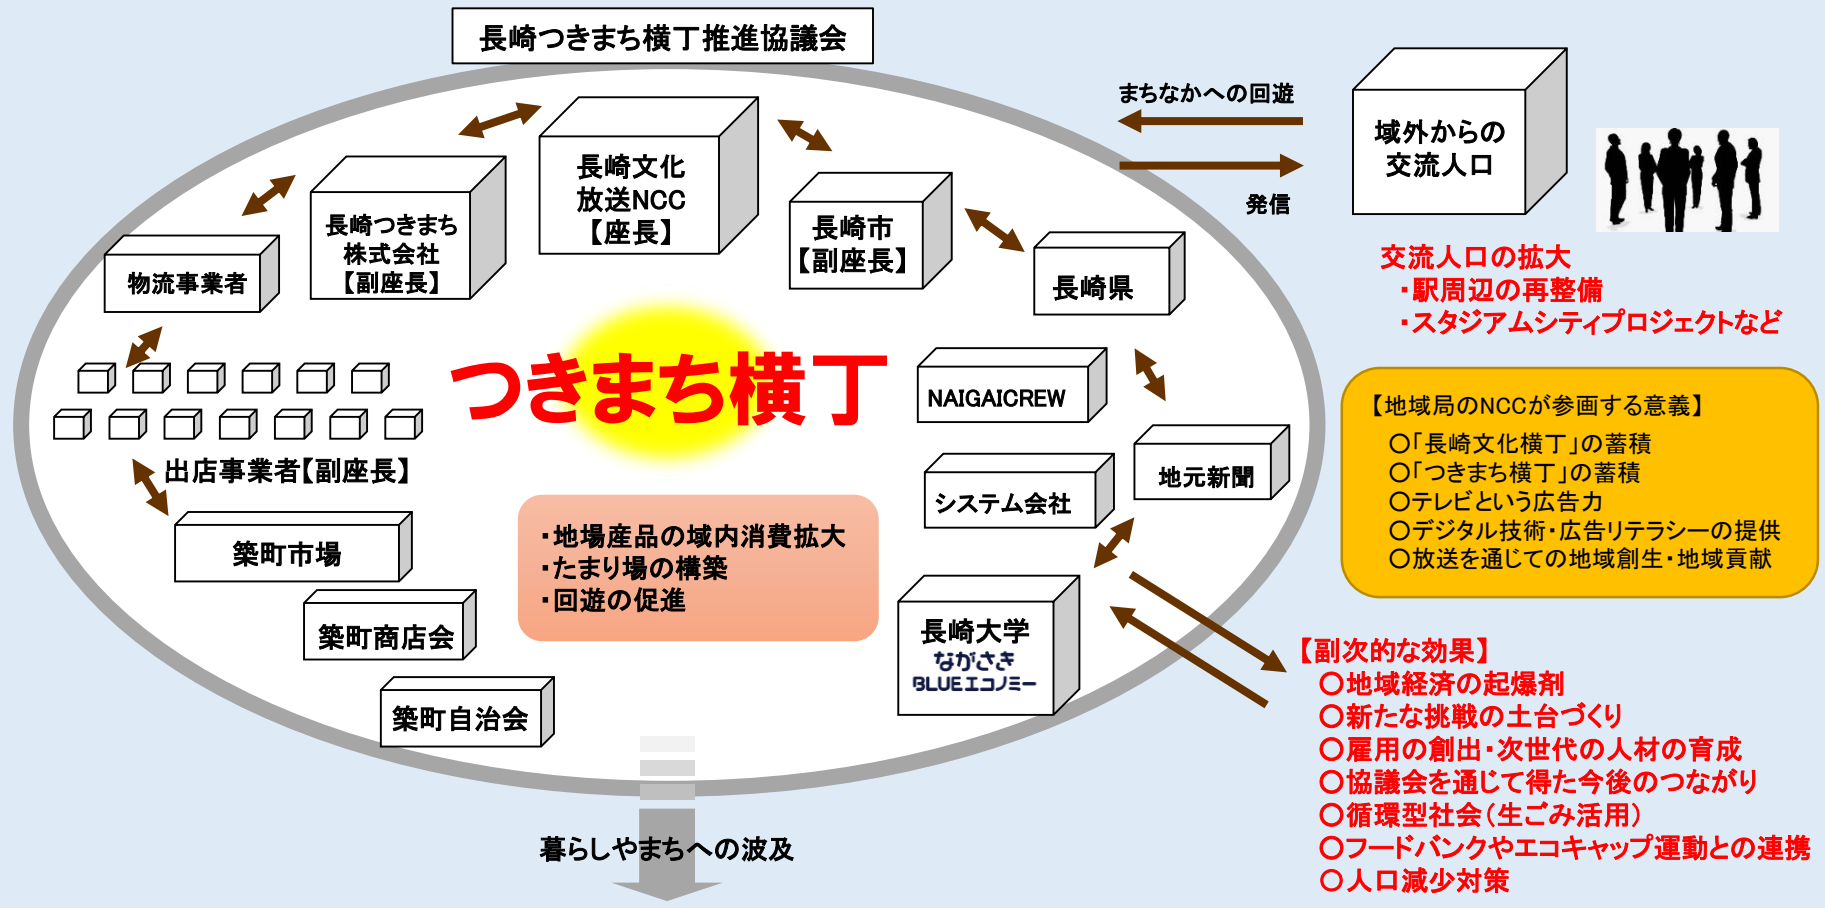 長崎つきまち横丁推進協議会
長崎文化
放送NCC
【座長】
長崎つきまち
株式会社
【副座長】
物流事業者
長崎市
【副座長】
長崎県
つきまち横丁
NAIGAICREW
システム会社
地元新聞
出店事業者【副座長】
築町市場
築町商店会
築町自治会
・地場産品の域内消費拡大
・たまり場の構築
・回遊の促進
長崎大学
ながさき
BLUEエコノミー
暮らしやまちへの波及
まちなかへの回遊
発信
域外からの
交流人口
交流人口の拡大
・駅周辺の再整備
・スタジアムシティプロジェクトなど
【地域局のNCCが参画する意義】
〇「長崎文化横丁」の蓄積
〇「つきまち横丁」の蓄積
〇テレビという広告力
〇デジタル技術・広告リテラシーの提供
〇放送を通じての地域創生・地域貢献
【副次的な効果】
〇地域経済の起爆剤
〇新たな挑戦の土台づくり
〇雇用の創出・次世代の人材の育成
〇協議会を通じて得た今後のつながり
〇循環型社会（生ごみ活用）
〇フードバンクやエコキャップ運動との連携
〇人口減少対策